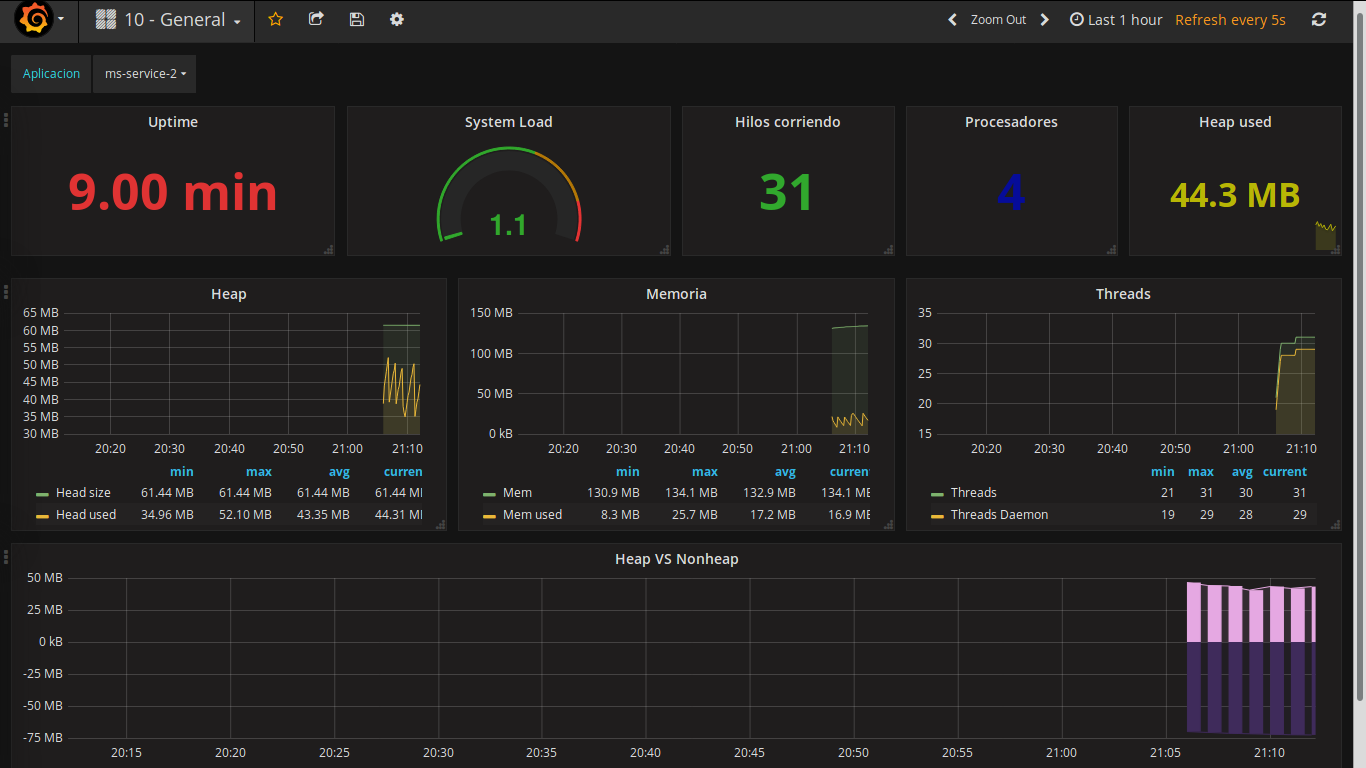 10 - General
Zoom Out
Last 1 hour
Refresh every 5s
Aplicacion
ms-service-2
Uptime
9.00 min
System Load
1.1
Hilos corriendo
31
Procesadores
4
Heap used
44.3 MB
Heap
65 MB
60 MB
55 MB
50 MB
45 MB
40 MB
35 MB
30 MB
20:20 20:30 20:40 20:50 21:00 21:10
min max avg current
Head size 61.44 MB 61.44 MB 61.44 MB 61.44 MI
Head used 34.96 MB 52.10 MB 43.35 MB 44.31 MI
Memoria
150 MB
100 MB
50 MB
0 kB
20:20 20:30 20:40 20:50 21:00 21:10
min max avg current
Mem 130.9 MB 134.1 MB 132.9 MB 134.1 ME
Mem used 8.3 MB 25.7 MB 17.2 MB 16.9 ME
Threads
35
30
25
20
15
20:20 20:30 20:40 20:50 21:00 21:10
min max avg current
Threads 21 31 30 31
Threads Daemon 19 29 28 29
Heap VS Nonheap
50 MB
25 MB
0 kB
-25 MB
-50 MB
-75 MB
20:15 20:20 20:25 20:30 20:35 20:40 20:45 20:50 20:55 21:00 21:05 21:10